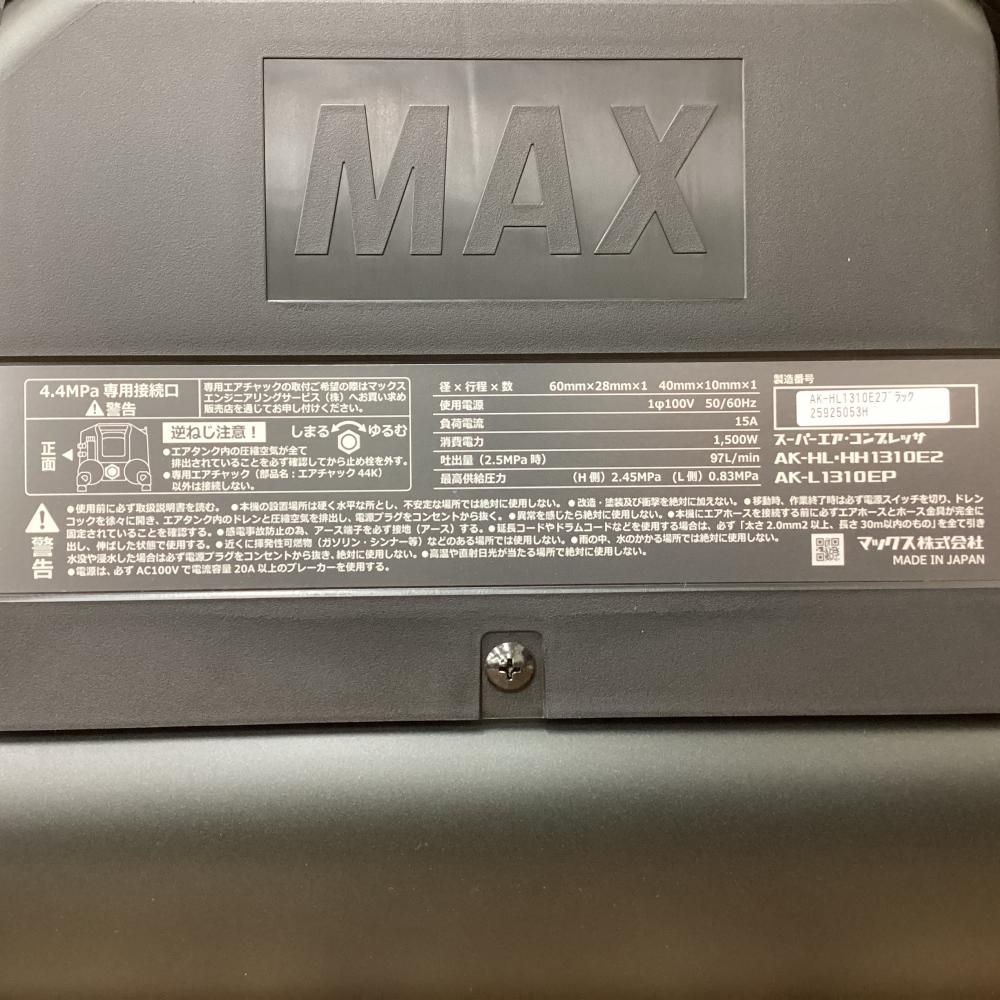 MAX
4.4MPa 専用接続口
⚠警告
専用エアチャックの取付ご希望の際はマックス
エンジニアリングサービス(株)へお買い求め
販売店を通じてお申し付けください。
正面
逆ねじ注意!
しまる ゆるむ
●エアタンク内の圧縮空気が全て
排出されていることを必ず確認してから止め栓を外す。
●専用エアチャック(部品名:エアチャック 44K)
以外は接続しない。
径×行程×数 60mm×28mm×1 40mm×10mm×1
使用電源 1φ100V 50/60Hz
負荷電流 15A
消費電力 1,500W
吐出量(2.5MPa 時) 97L/min
最高供給圧力 (H 側)2.45MPa (L 側)0.83MPa
製造番号
AK-HL1310E2ブラック
25925053H
スーパーエア・コンプレッサ
AK-HL・HH1310E2
AK-L1310EP
⚠警告
●使用前に必ず取扱説明書を読む。●本機の設置場所は硬く水平な所とし、不安定な場所では絶対に使用しない。●改造・塗装及び衝撃を絶対に加えない。●移動時、作業終了時は必ず電源スイッチを切り、ドレン
コックを徐々に開き、エアタンク内のドレンと圧縮空気を排出し、電源プラグをコンセントから抜く。●異常を感じたら絶対に使用しない。●本機にエアホースを接続する前に必ずエアホースとホース金具が完全に
固定されていることを確認する。●感電事故防止の為、アース端子を必ず接地(アース)する。●延長コードやドラムコードなどを使用する場合は、必ず「太さ 2.0mm2 以上、長さ 30m以内のもの」を全て引き
出し、伸ばした状態で使用する。●近くに揮発性可燃物(ガソリン・シンナー等)などのある場所では使用しない。●雨の中、水のかかる場所では絶対に使用しない。
水没や浸水した場合は必ず電源プラグをコンセントから抜き、絶対に使用しない。●高温や直射日光が当たる場所で絶対に使用しない。
●電源は、必ず AC100V で電流容量 20A 以上のブレーカーを使用する。
マックス株式会社
MADE IN JAPAN